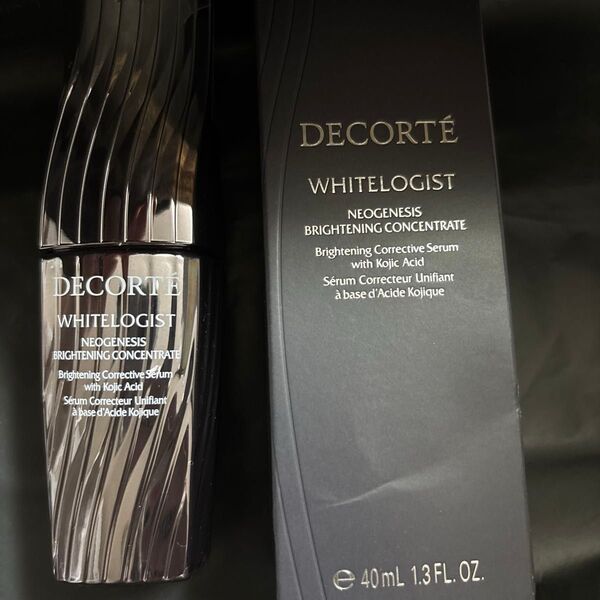 DECORTÉ
WHITELOGIST
NEOGENESIS
BRIGHTENING CONCENTRATE
Brightening Corrective Serum
with Kojic Acid
Sérum Correcteur Unifiant
à base d'Acide Kojique
DECORTÉ
WHITELOGIST
NEOGENESIS
BRIGHTENING CONCENTRATE
Brightening Corrective Serum
with Kojic Acid
Sérum Correcteur Unifiant
à base d'Acide Kojique
℮ 40mL 1.3 FL. OZ.